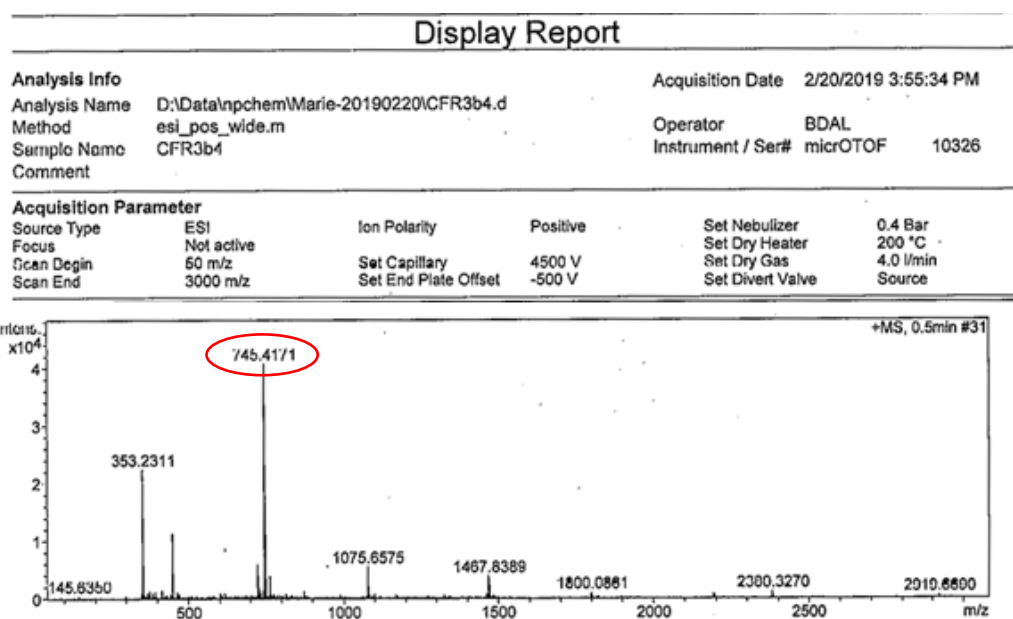 Display Report
Analysis Info
Acquisition Date 2/20/2019 3:55:34 PM
Analysis Name D:\Data\npchem\Marie-20190220\CFR3b4.d
Method esi_pos_wide.m
Operator BDAL
Sample Name CFR3b4
Instrument / Ser# micrOTOF 10326
Comment
Acquisition Parameter
Source Type ESI Ion Polarity Positive Set Nebulizer 0.4 Bar
Focus Not active Set Dry Heater 200 °C
Scan Begin 50 m/z Set Capillary 4500 V Set Dry Gas 4.0 l/min
Scan End 3000 m/z Set End Plate Offset -500 V Set Divert Valve Source
Intens.
x10⁴
+MS, 0.5min #31
745.4171
4
3
353.2311
2
1
1075.6575
1467.8389
145.6350
1800.0861
2380.3270
2919.6600
0
500 1000 1500 2000 2500 m/z